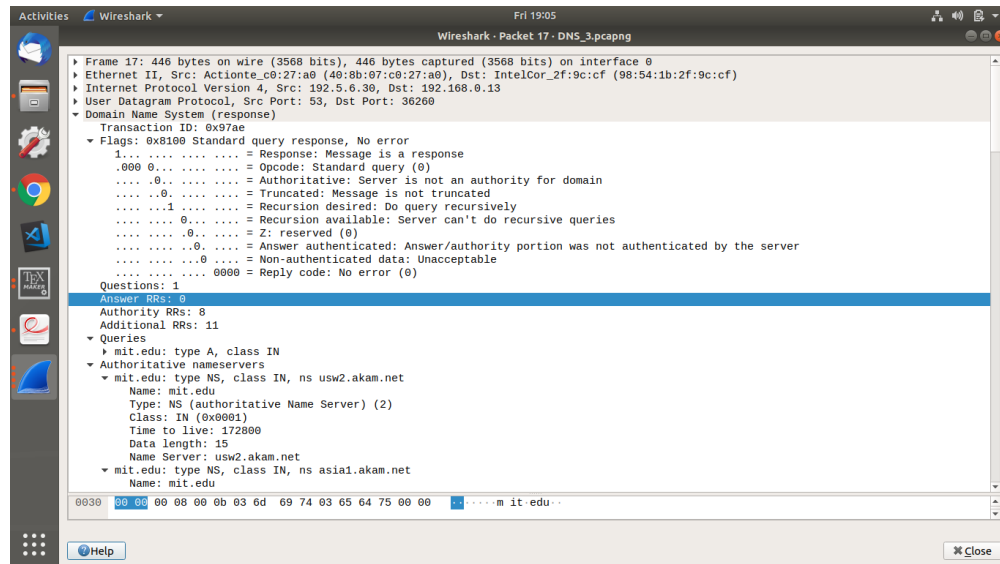 Activities Wireshark Fri 19:05
Wireshark · Packet 17 · DNS_3.pcapng
Frame 17: 446 bytes on wire (3568 bits), 446 bytes captured (3568 bits) on interface 0
Ethernet II, Src: Actionte_c0:27:a0 (40:8b:07:c0:27:a0), Dst: IntelCor_2f:9c:cf (98:54:1b:2f:9c:cf)
Internet Protocol Version 4, Src: 192.5.6.30, Dst: 192.168.0.13
User Datagram Protocol, Src Port: 53, Dst Port: 36260
Domain Name System (response)
Transaction ID: 0x97ae
Flags: 0x8100 Standard query response, No error
1... .... .... .... = Response: Message is a response
.000 0... .... .... = Opcode: Standard query (0)
.... .0.. .... .... = Authoritative: Server is not an authority for domain
.... ..0. .... .... = Truncated: Message is not truncated
.... ...1 .... .... = Recursion desired: Do query recursively
.... .... 0... .... = Recursion available: Server can't do recursive queries
.... .... .0.. .... = Z: reserved (0)
.... .... ..0. .... = Answer authenticated: Answer/authority portion was not authenticated by the server
.... .... ...0 .... = Non-authenticated data: Unacceptable
.... .... .... 0000 = Reply code: No error (0)
Questions: 1
Answer RRs: 0
Authority RRs: 8
Additional RRs: 11
Queries
mit.edu: type A, class IN
Authoritative nameservers
mit.edu: type NS, class IN, ns usw2.akam.net
Name: mit.edu
Type: NS (authoritative Name Server) (2)
Class: IN (0x0001)
Time to live: 172800
Data length: 15
Name Server: usw2.akam.net
mit.edu: type NS, class IN, ns asia1.akam.net
Name: mit.edu
0030 00 00 00 08 00 0b 03 6d 69 74 03 65 64 75 00 00 ·······m it·edu··
TEX
MAKER
Help Close